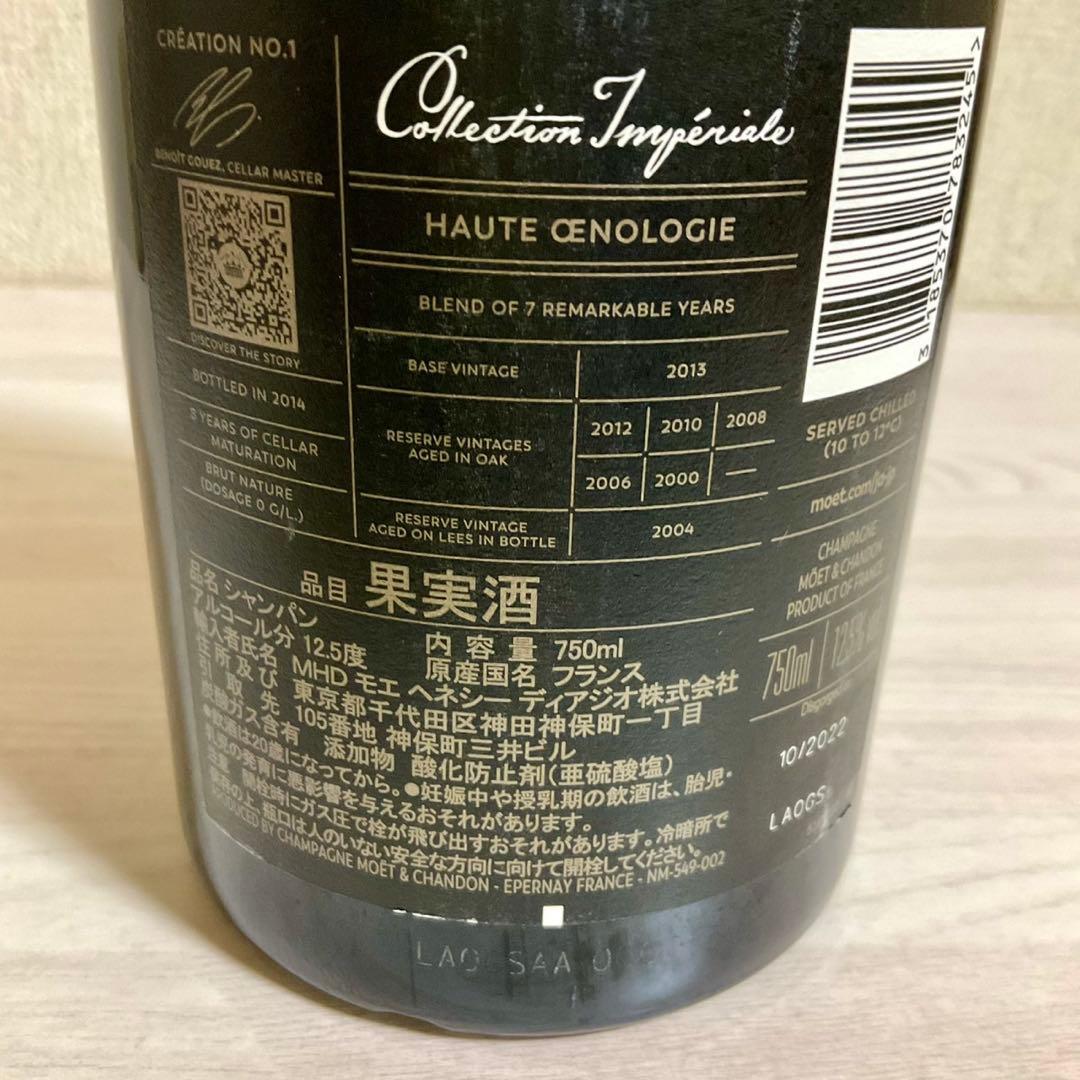 CRÉATION NO.1
BENOÎT GOUEZ, CELLAR MASTER
DISCOVER THE STORY
BOTTLED IN 2014
8 YEARS OF CELLAR
MATURATION
BRUT NATURE
(DOSAGE 0 G/L.)
Collection Impériale
HAUTE ŒNOLOGIE
BLEND OF 7 REMARKABLE YEARS
BASE VINTAGE 2013
RESERVE VINTAGES
AGED IN OAK
2012 2010 2008
2006 2000 —
RESERVE VINTAGE
AGED ON LEES IN BOTTLE
2004
3 185370 783245 >
SERVED CHILLED
(10 TO 12°C)
moet.com/ja-jp
CHAMPAGNE
MOËT & CHANDON
PRODUCT OF FRANCE
750ml 12,5%
10/2022
LAOGS
品目 果実酒
品名 シャンパン
アルコール分 12.5度 内容量 750ml
輸入者氏名 原産国名 フランス
MHD モエ ヘネシー ディアジオ株式会社
住所及び 東京都千代田区神田神保町一丁目
引取先 105番地 神保町三井ビル
炭酸ガス含有 添加物 酸化防止剤(亜硫酸塩)
●飲酒は20歳になってから。●妊娠中や授乳期の飲酒は、胎児・
乳児の発育に悪影響を与えるおそれがあります。
注意 開栓時にガス圧で栓が飛び出すおそれがあります。冷暗所で
の上、瓶口は人のいない安全な方向に向けて開栓してください。
PRODUCED BY CHAMPAGNE MOËT & CHANDON - EPERNAY FRANCE - NM-549-002
SAA